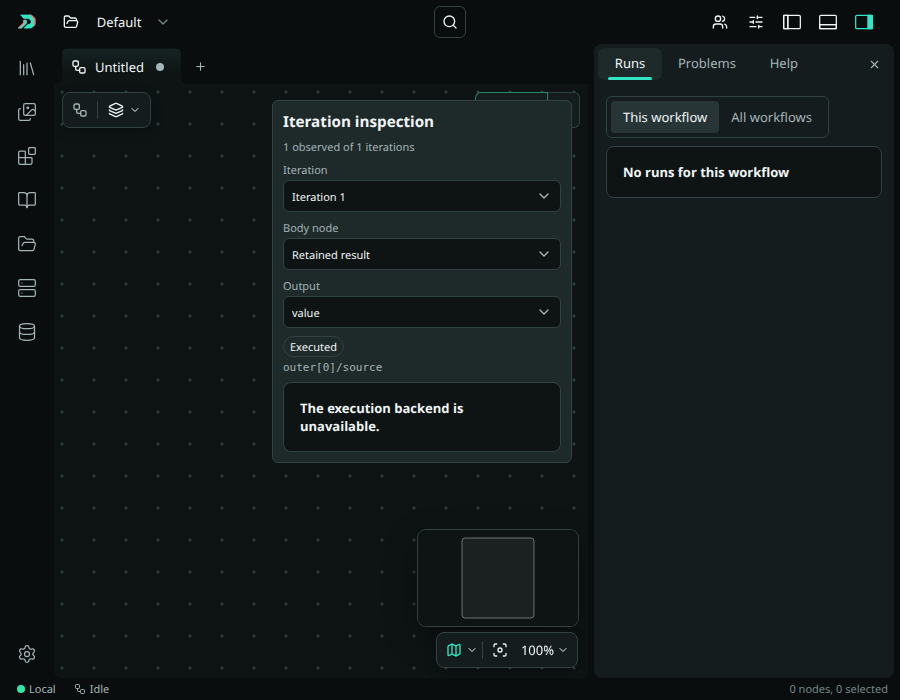 Default
Untitled
Iteration inspection
1 observed of 1 iterations
Iteration
Iteration 1
Body node
Retained result
Output
value
Executed
outer[0]/source
The execution backend is
unavailable.
100%
Runs
Problems
Help
This workflow
All workflows
No runs for this workflow
Local
Idle
0 nodes, 0 selected